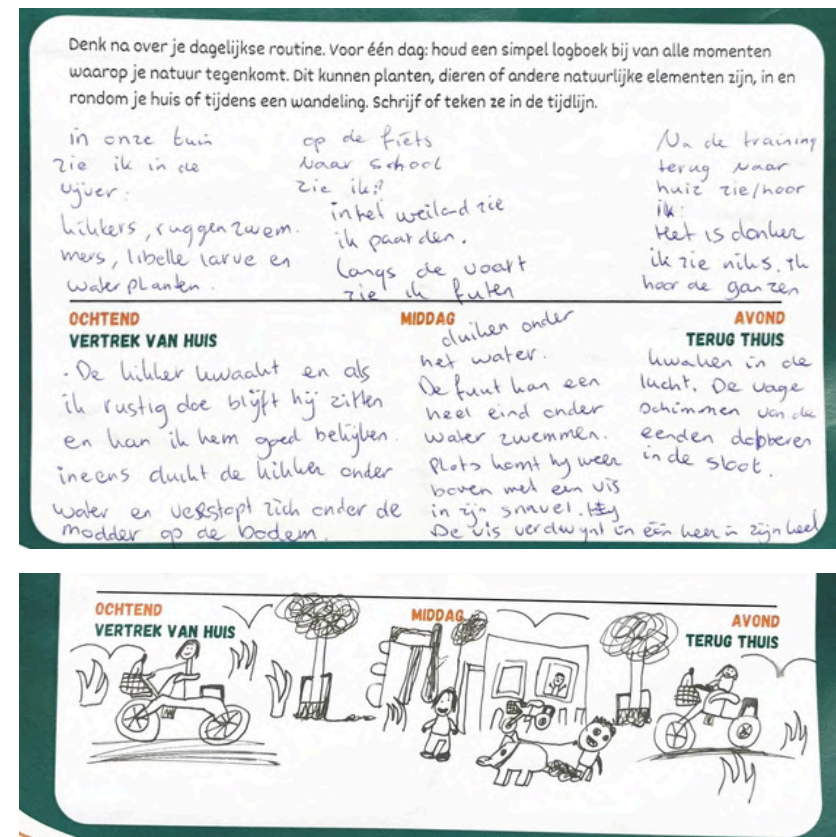 Denk na over je dagelijkse routine. Voor één dag: houd een simpel logboek bij van alle momenten
waarop je natuur tegenkomt. Dit kunnen planten, dieren of andere natuurlijke elementen zijn, in en
rondom je huis of tijdens een wandeling. Schrijf of teken ze in de tijdlijn.
in onze tuin
zie ik in de
vijver:
kikkers, ruggenzwem-
mers, libelle larve en
waterplanten.
op de fiets
naar school
zie ik:
in het weiland zie
ik paarden.
langs de vaart
zie ik futen
Na de training
terug naar
huiz zie/hoor
ik:
Het is donker
ik zie niks. Ik
hoor de ganzen
OCHTEND
VERTREK VAN HUIS
MIDDAG
AVOND
TERUG THUIS
. De kikker kwaakt en als
ik rustig doe blijft hij zitten
en kan ik hem goed bekijken.
ineens duikt de kikker onder
water en verstopt zich onder de
modder op de bodem.
duiken onder
het water.
De fuut kan een
heel eind onder
water zwemmen.
Plots komt hij weer
boven met een vis
in zijn snavel.
De vis verdwijnt in één keer in zijn keel
kwaken in de
lucht. De vage
schimmen van de
eenden dobberen
in de sloot.
OCHTEND
VERTREK VAN HUIS
MIDDAG
AVOND
TERUG THUIS